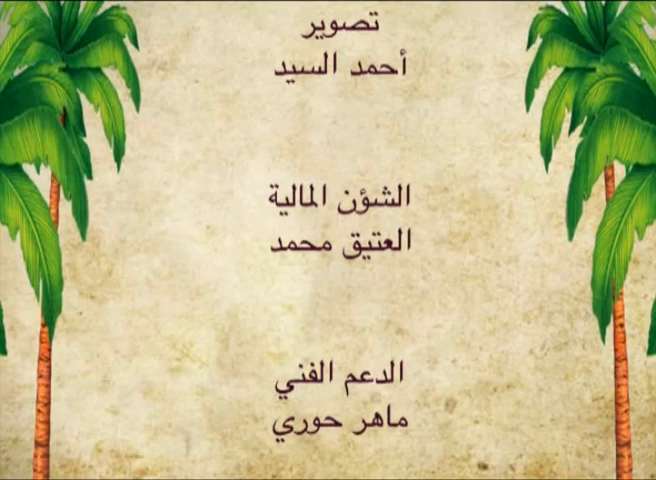 تصوير
أحمد السيد
الشؤن المالية
العتيق محمد
الدعم الفني
ماهر حوري